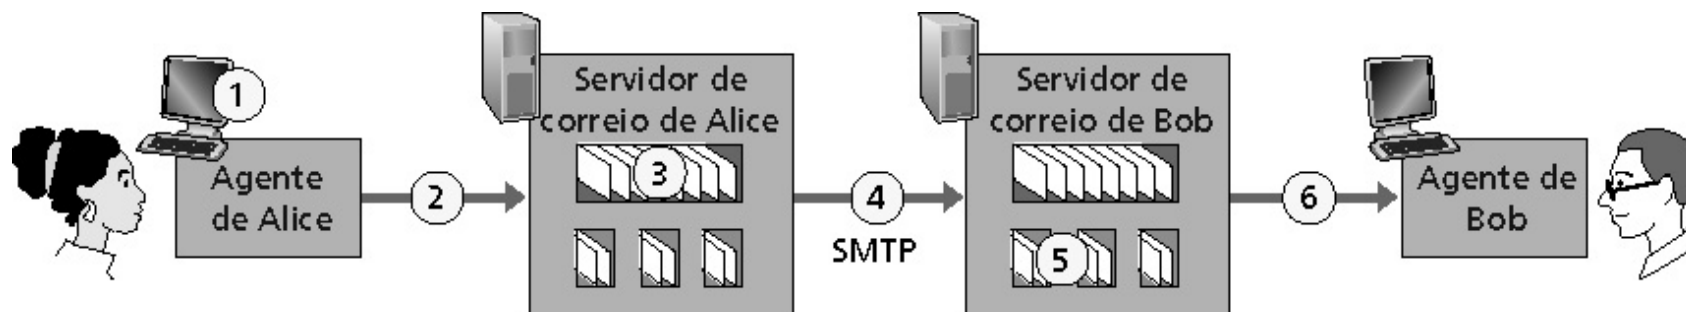 1
Agente
de Alice
2
Servidor de
correio de Alice
3
4
SMTP
Servidor de
correio de Bob
5
6
Agente de
Bob